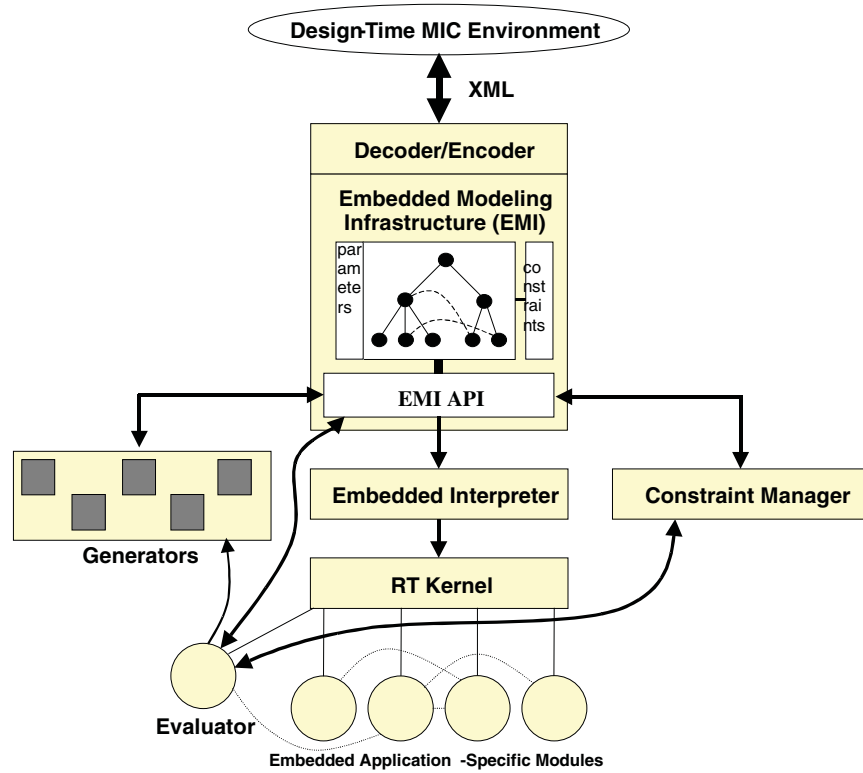 Design-Time MIC Environment
XML
Decoder/Encoder
Embedded Modeling
Infrastructure (EMI)
par
am
ete
rs
co
nst
rai
nts
EMI API
Generators
Embedded Interpreter
Constraint Manager
RT Kernel
Evaluator
Embedded Application -Specific Modules